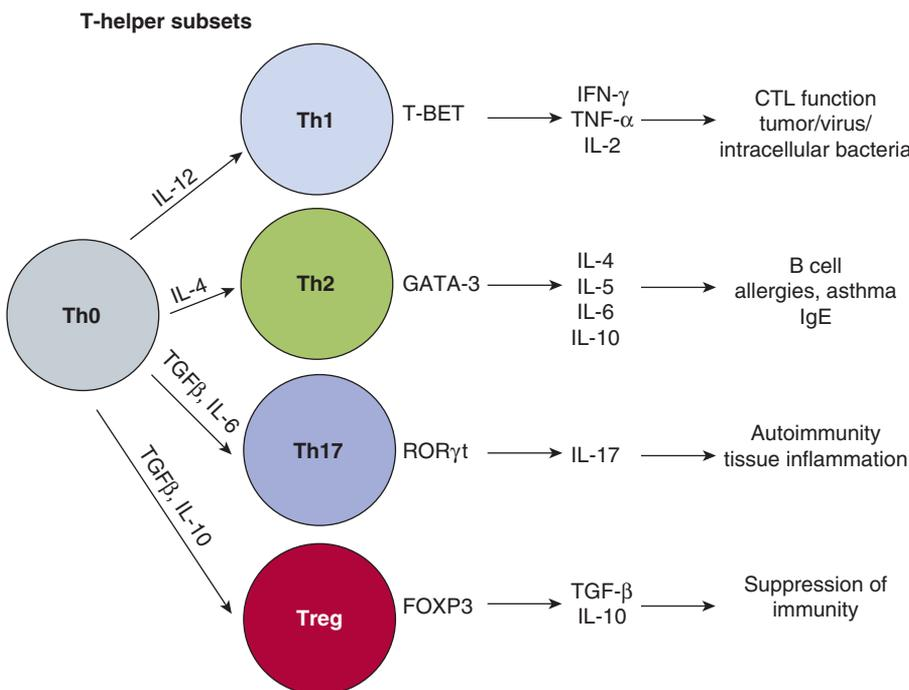 T-helper subsets
Th0
IL-12
Th1
T-BET
IFN-γ
TNF-α
IL-2
CTL function
tumor/virus/
intracellular bacteria
IL-4
Th2
GATA-3
IL-4
IL-5
IL-6
IL-10
B cell
allergies, asthma
IgE
TGFβ, IL-6
Th17
RORγt
IL-17
Autoimmunity
tissue inflammation
TGFβ, IL-10
Treg
FOXP3
TGF-β
IL-10
Suppression of
immunity